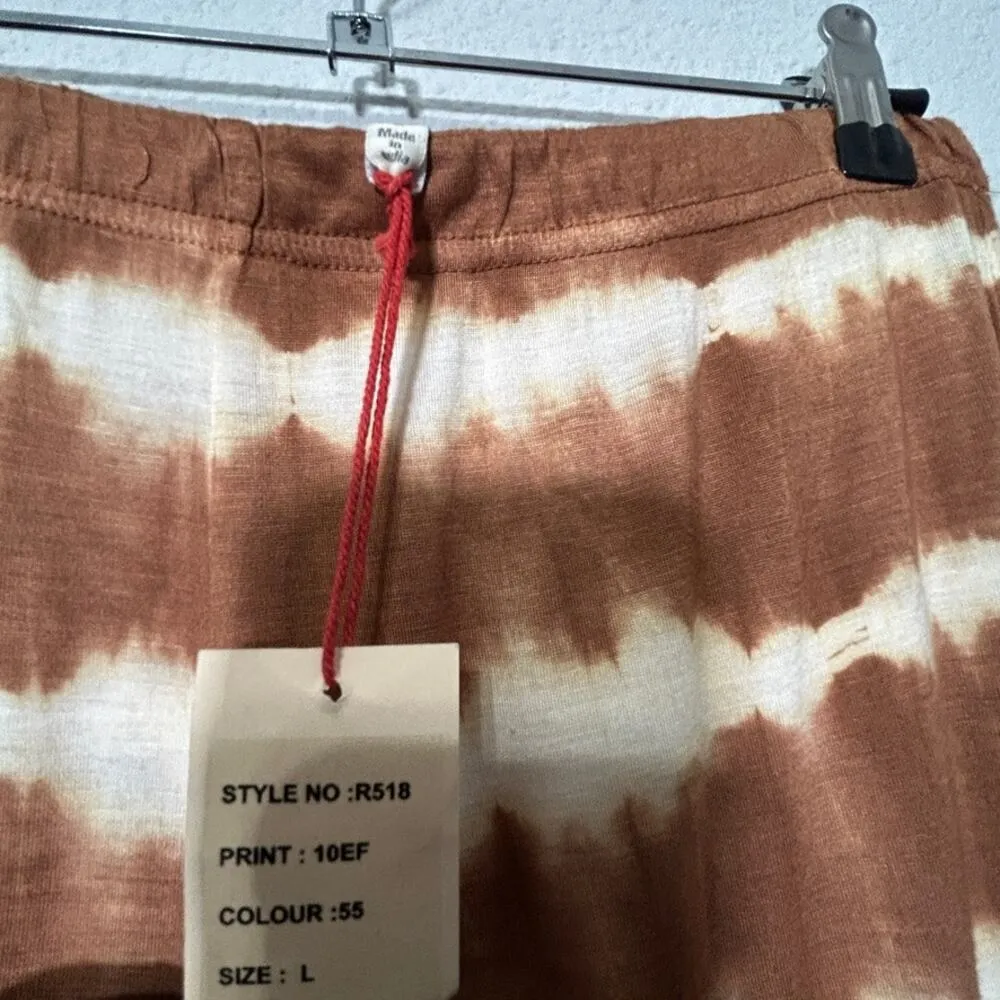 Made
in
STYLE NO :R518
PRINT : 10EF
COLOUR :55
SIZE : L